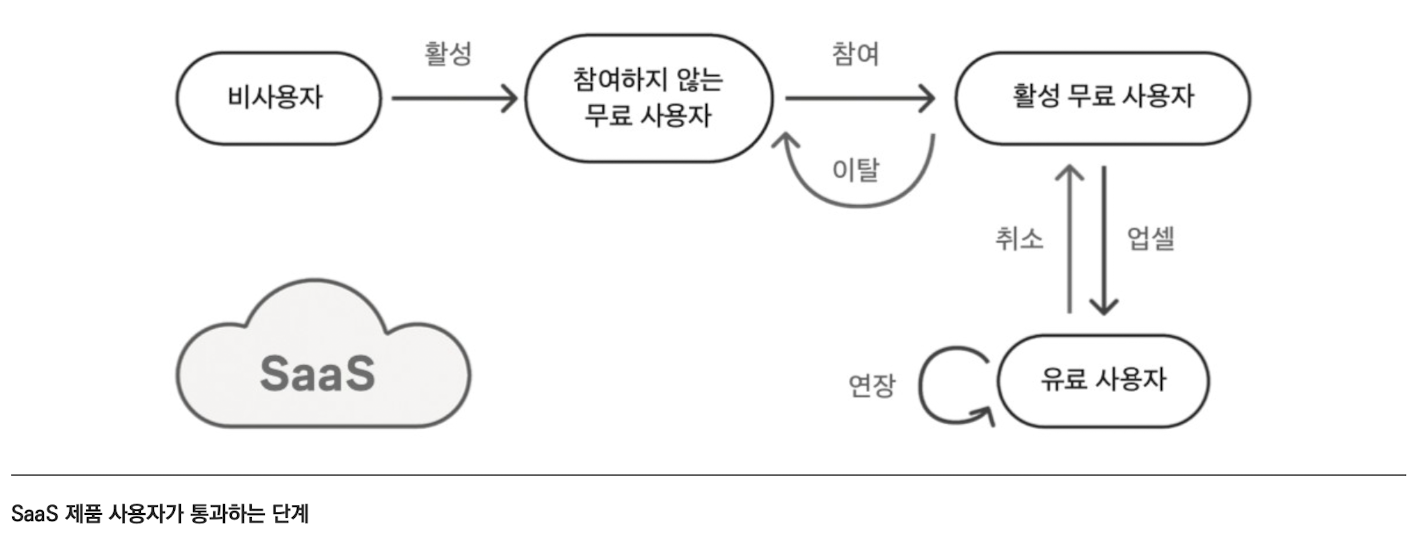 비사용자
활성
참여하지 않는
무료 사용자
참여
이탈
활성 무료 사용자
취소
업셀
유료 사용자
연장
SaaS
SaaS 제품 사용자가 통과하는 단계